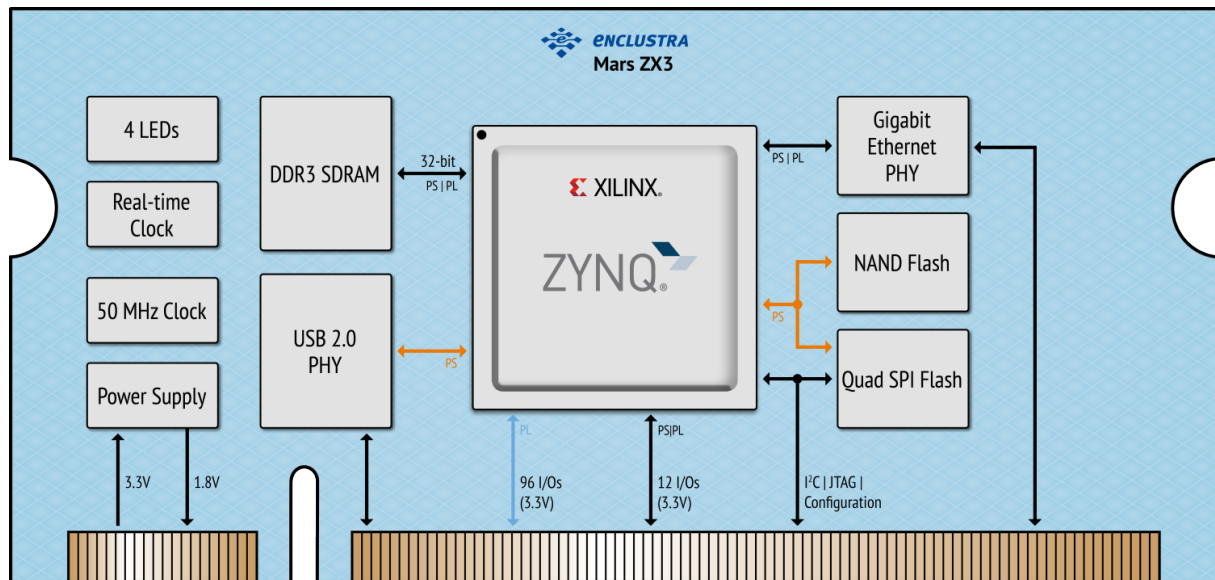 ENCLUSTRA
Mars ZX3
4 LEDs
Real-time
Clock
50 MHz Clock
Power Supply
3.3V
1.8V
DDR3 SDRAM
32-bit
PS | PL
USB 2.0
PHY
PS
XILINX®
ZYNQ®
PS | PL
Gigabit
Ethernet
PHY
NAND Flash
PS
Quad SPI Flash
PL
96 I/Os
(3.3V)
PS|PL
12 I/Os
(3.3V)
I²C | JTAG |
Configuration